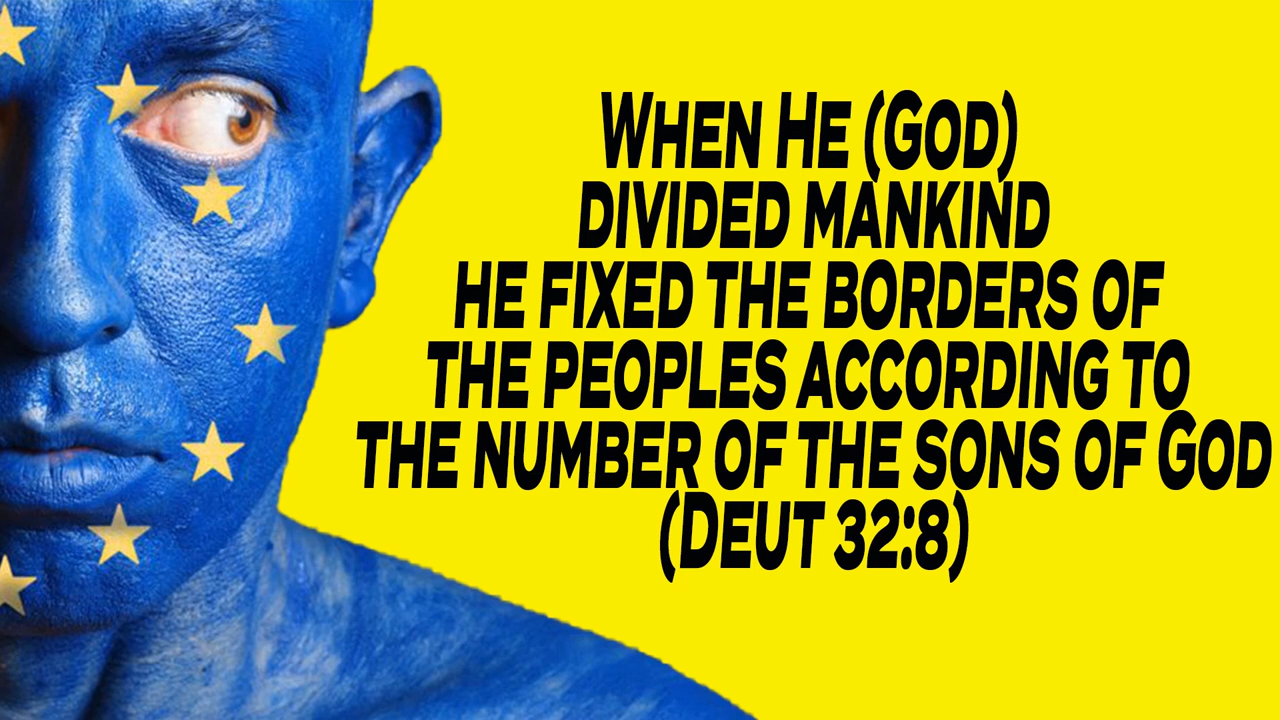 When He (God)
divided mankind
he fixed the borders of
the peoples according to
the number of the sons of God
(Deut 32:8)